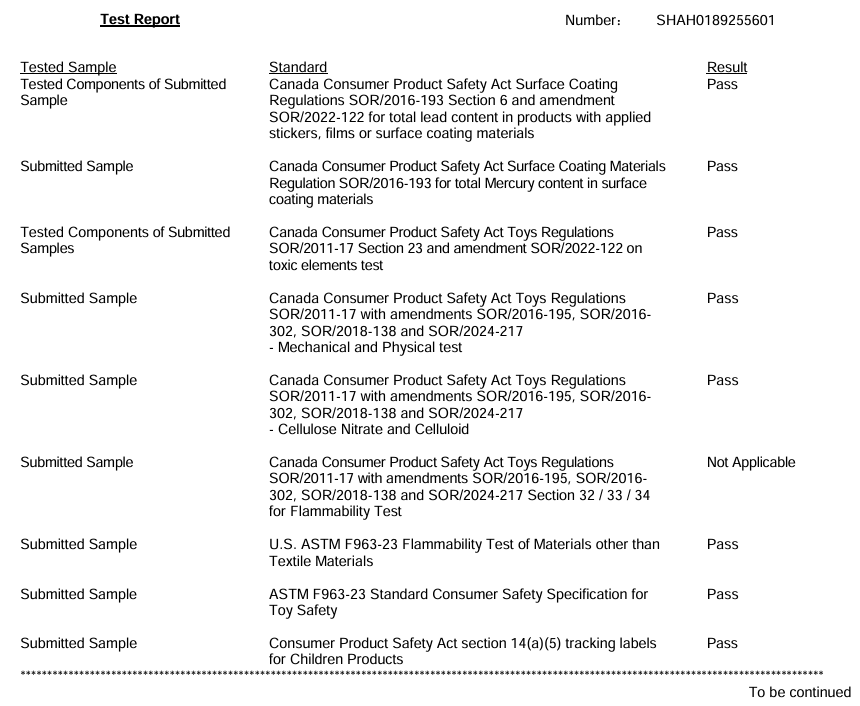 Test Report
Number: SHAH0189255601
Tested Sample Standard Result
Tested Components of Submitted Canada Consumer Product Safety Act Surface Coating Pass
Sample Regulations SOR/2016-193 Section 6 and amendment
SOR/2022-122 for total lead content in products with applied
stickers, films or surface coating materials
Submitted Sample Canada Consumer Product Safety Act Surface Coating Materials Pass
Regulation SOR/2016-193 for total Mercury content in surface
coating materials
Tested Components of Submitted Canada Consumer Product Safety Act Toys Regulations Pass
Samples SOR/2011-17 Section 23 and amendment SOR/2022-122 on
toxic elements test
Submitted Sample Canada Consumer Product Safety Act Toys Regulations Pass
SOR/2011-17 with amendments SOR/2016-195, SOR/2016-
302, SOR/2018-138 and SOR/2024-217
- Mechanical and Physical test
Submitted Sample Canada Consumer Product Safety Act Toys Regulations Pass
SOR/2011-17 with amendments SOR/2016-195, SOR/2016-
302, SOR/2018-138 and SOR/2024-217
- Cellulose Nitrate and Celluloid
Submitted Sample Canada Consumer Product Safety Act Toys Regulations Not Applicable
SOR/2011-17 with amendments SOR/2016-195, SOR/2016-
302, SOR/2018-138 and SOR/2024-217 Section 32 / 33 / 34
for Flammability Test
Submitted Sample U.S. ASTM F963-23 Flammability Test of Materials other than Pass
Textile Materials
Submitted Sample ASTM F963-23 Standard Consumer Safety Specification for Pass
Toy Safety
Submitted Sample Consumer Product Safety Act section 14(a)(5) tracking labels Pass
for Children Products
To be continued